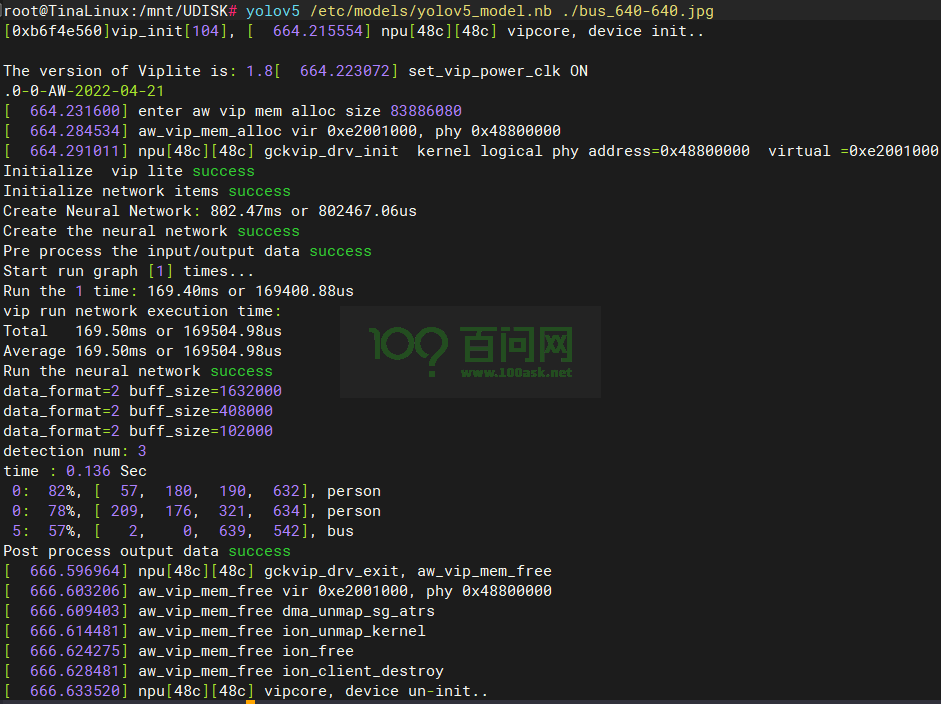 root@TinaLinux:/mnt/UDISK# yolov5 /etc/models/yolov5_model.nb ./bus_640-640.jpg
[0xb6f4e560]vip_init[104], [  664.215554] npu[48c][48c] vipcore, device init..
The version of Viplite is: 1.8[  664.223072] set_vip_power_clk ON
.0-0-AW-2022-04-21
[  664.231600] enter aw vip mem alloc size 83886080
[  664.284534] aw_vip_mem_alloc vir 0xe2001000, phy 0x48800000
[  664.291011] npu[48c][48c] gckvip_drv_init  kernel logical phy address=0x48800000  virtual =0xe2001000
Initialize  vip lite success
Initialize network items success
Create Neural Network: 802.47ms or 802467.06us
Create the neural network success
Pre process the input/output data success
Start run graph [1] times...
Run the 1 time: 169.40ms or 169400.88us
vip run network execution time:
Total   169.50ms or 169504.98us
Average 169.50ms or 169504.98us
Run the neural network success
data_format=2 buff_size=1632000
data_format=2 buff_size=408000
data_format=2 buff_size=102000
detection num: 3
time : 0.136 Sec
 0:  82%, [  57,  180,  190,  632], person
 0:  78%, [ 209,  176,  321,  634], person
 5:  57%, [   2,    0,  639,  542], bus
Post process output data success
[  666.596964] npu[48c][48c] gckvip_drv_exit, aw_vip_mem_free
[  666.603206] aw_vip_mem_free vir 0xe2001000, phy 0x48800000
[  666.609403] aw_vip_mem_free dma_unmap_sg_atrs
[  666.614481] aw_vip_mem_free ion_unmap_kernel
[  666.624275] aw_vip_mem_free ion_free
[  666.628481] aw_vip_mem_free ion_client_destroy
[  666.633520] npu[48c][48c] vipcore, device un-init..
100? 百问网
www.100ask.net